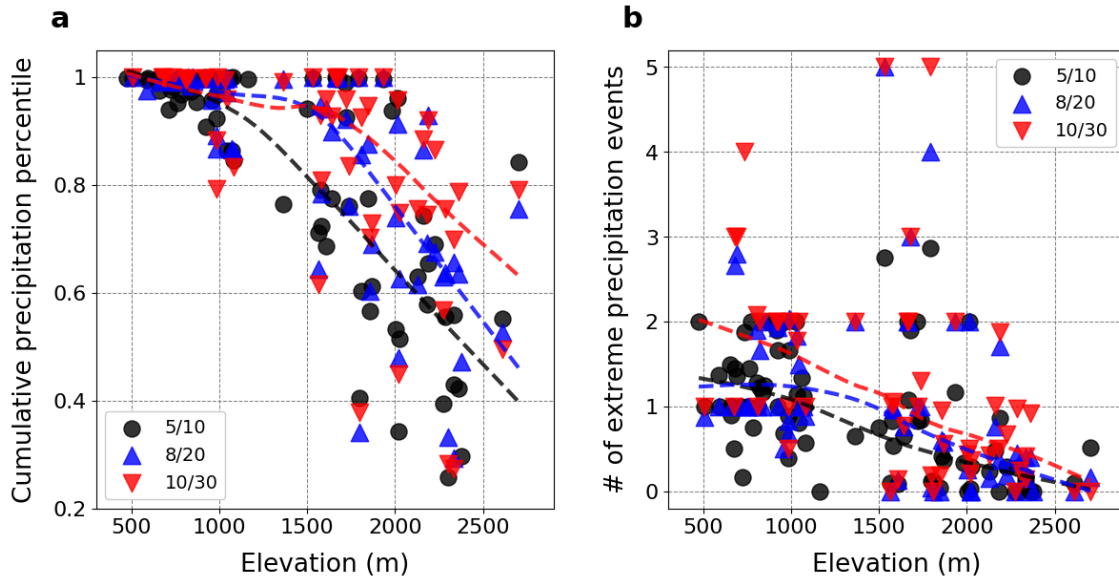 a
Cumulative precipitation percentile
1
0.8
0.6
0.4
0.2
5/10
8/20
10/30
500 1000 1500 2000 2500
Elevation (m)
b
# of extreme precipitation events
5
4
3
2
1
0
5/10
8/20
10/30
500 1000 1500 2000 2500
Elevation (m)